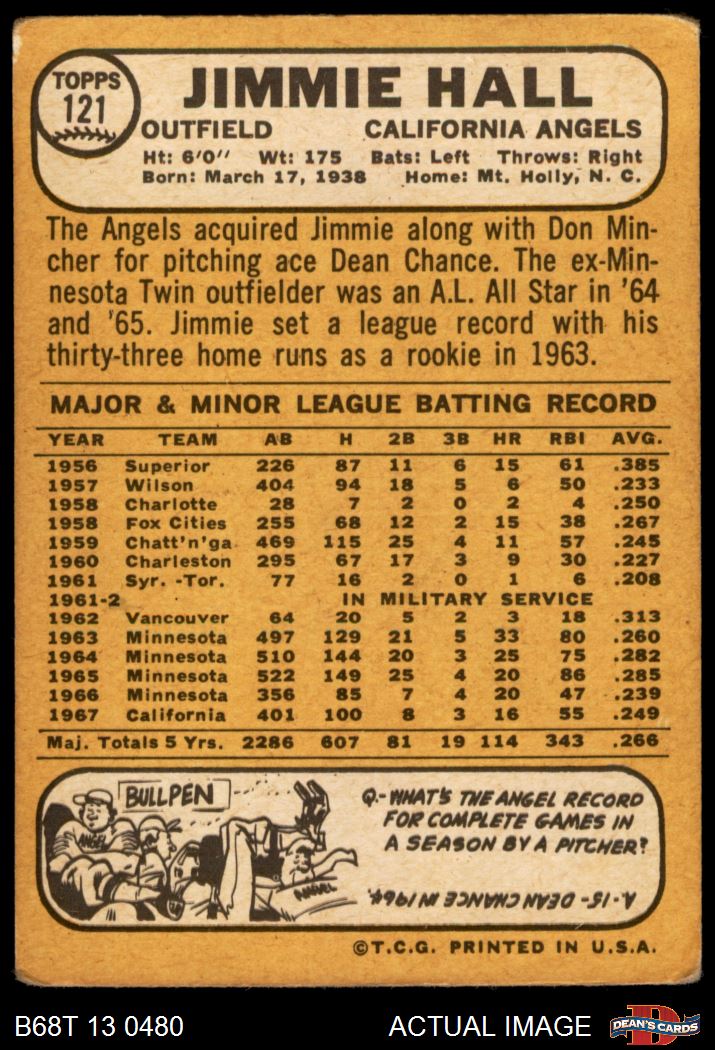 TOPPS
121
JIMMIE HALL
OUTFIELD CALIFORNIA ANGELS
Ht: 6'0" Wt: 175 Bats: Left Throws: Right
Born: March 17, 1938 Home: Mt. Holly, N. C.
The Angels acquired Jimmie along with Don Min-
cher for pitching ace Dean Chance. The ex-Min-
nesota Twin outfielder was an A.L. All Star in '64
and '65. Jimmie set a league record with his
thirty-three home runs as a rookie in 1963.
MAJOR & MINOR LEAGUE BATTING RECORD
YEAR TEAM AB H 2B 3B HR RBI AVG.
1956 Superior 226 87 11 6 15 61 .385
1957 Wilson 404 94 18 5 6 50 .233
1958 Charlotte 28 7 2 0 2 4 .250
1958 Fox Cities 255 68 12 2 15 38 .267
1959 Chatt'n'ga 469 115 25 4 11 57 .245
1960 Charleston 295 67 17 3 9 30 .227
1961 Syr. -Tor. 77 16 2 0 1 6 .208
1961-2 IN MILITARY SERVICE
1962 Vancouver 64 20 5 2 3 18 .313
1963 Minnesota 497 129 21 5 33 80 .260
1964 Minnesota 510 144 20 3 25 75 .282
1965 Minnesota 522 149 25 4 20 86 .285
1966 Minnesota 356 85 7 4 20 47 .239
1967 California 401 100 8 3 16 55 .249
Maj. Totals 5 Yrs. 2286 607 81 19 114 343 .266
BULLPEN
ANGEL
Q.-WHAT'S THE ANGEL RECORD
FOR COMPLETE GAMES IN
A SEASON BY A PITCHER?
A.-15- DEAN CHANCE IN 1964.
©T.C.G. PRINTED IN U.S.A.
B68T 13 0480 ACTUAL IMAGE
DEAN'S CARDS